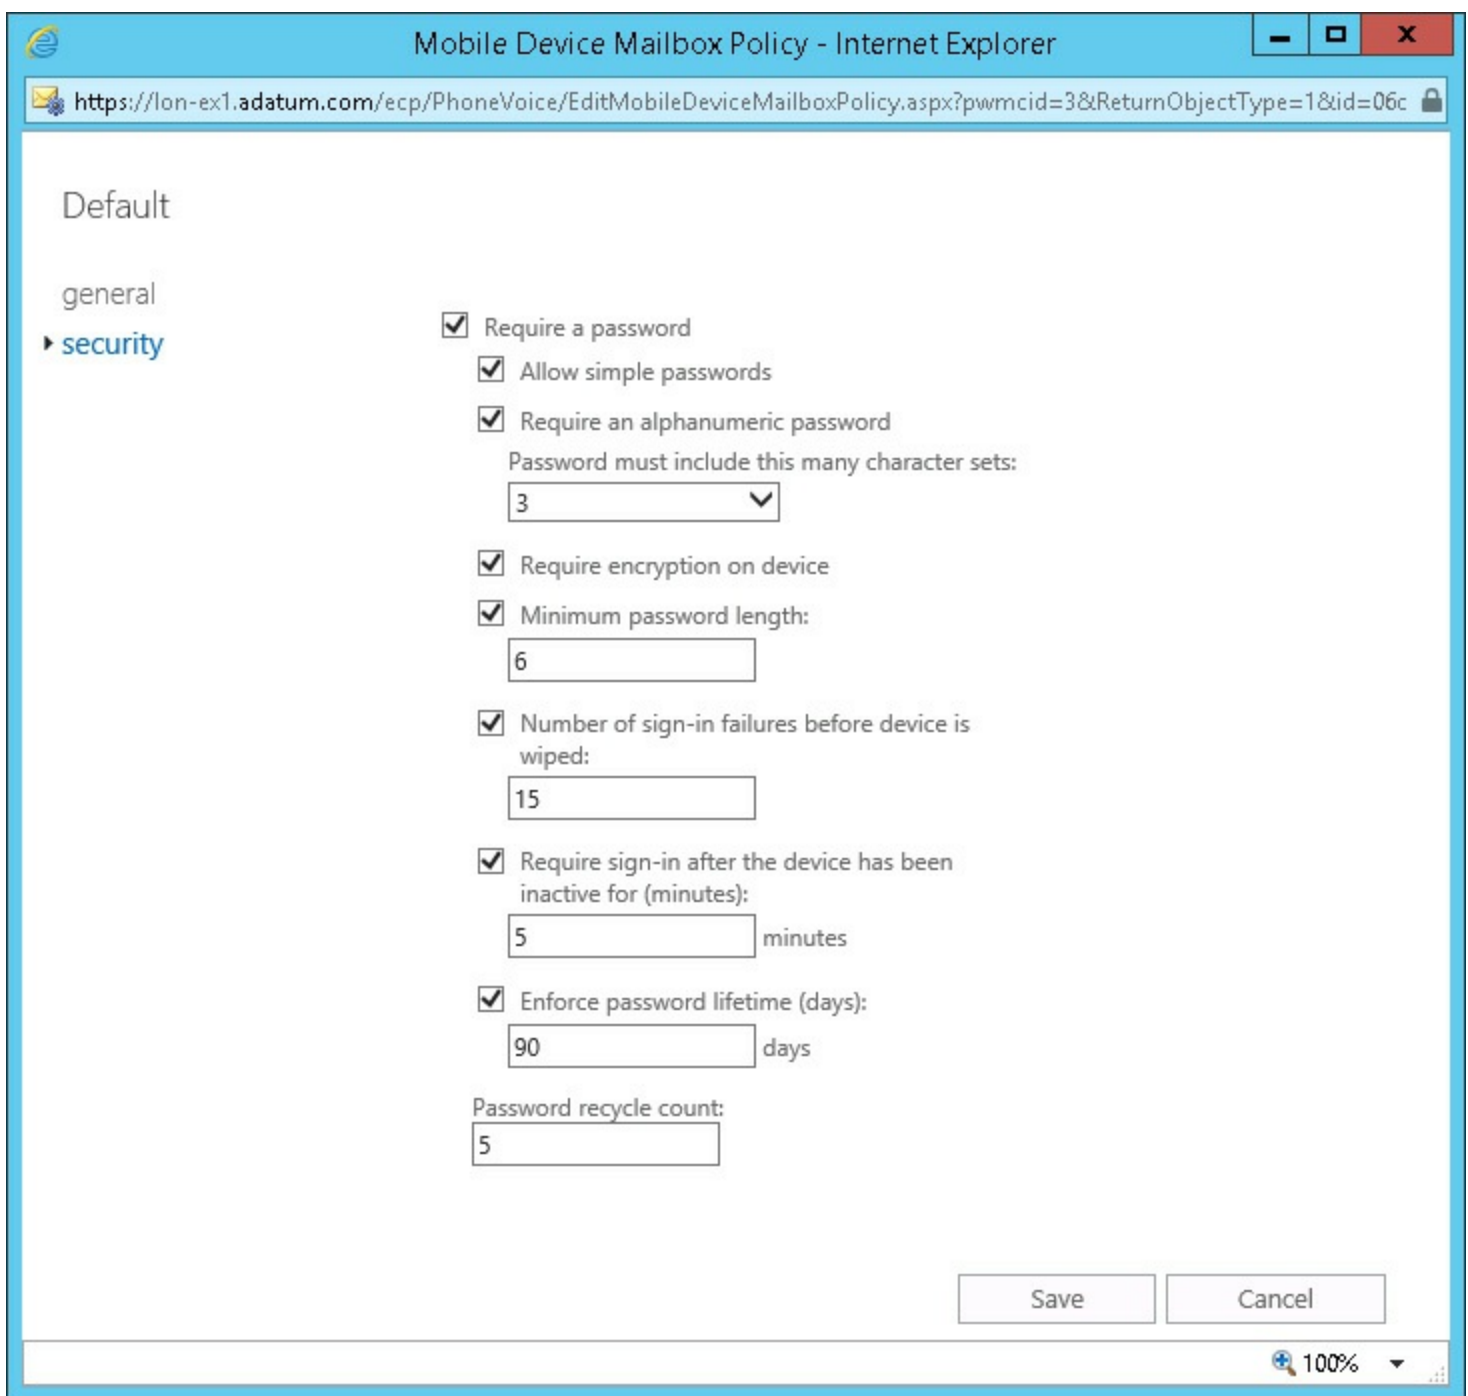 Mobile Device Mailbox Policy - Internet Explorer
https://lon-ex1.adatum.com/ecp/PhoneVoice/EditMobileDeviceMailboxPolicy.aspx?pwmcid=3&ReturnObjectType=1&id=06c
Default
general
security
Require a password
Allow simple passwords
Require an alphanumeric password
Password must include this many character sets:
3
Require encryption on device
Minimum password length:
6
Number of sign-in failures before device is
wiped:
15
Require sign-in after the device has been
inactive for (minutes):
5 minutes
Enforce password lifetime (days):
90 days
Password recycle count:
5
Save Cancel
100%